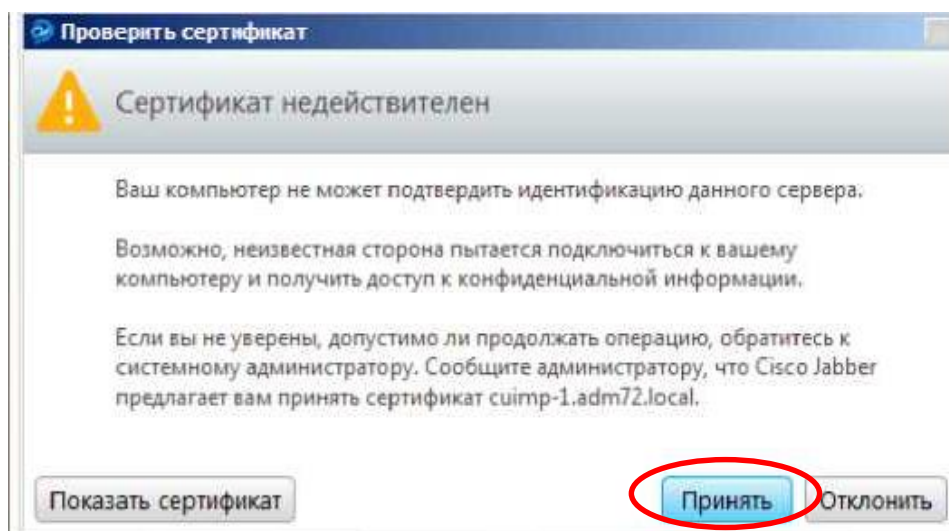 Проверить сертификат
Сертификат недействителен
Ваш компьютер не может подтвердить идентификацию данного сервера.
Возможно, неизвестная сторона пытается подключиться к вашему
компьютеру и получить доступ к конфиденциальной информации.
Если вы не уверены, допустимо ли продолжать операцию, обратитесь к
системному администратору. Сообщите администратору, что Cisco Jabber
предлагает вам принять сертификат cuimp-1.adm72.local.
Показать сертификат
Принять
Отклонить